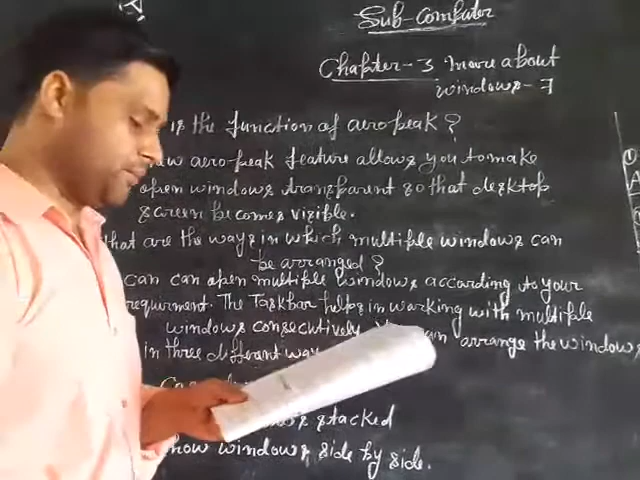 Sub-Computer
Chapter-3 More about
windows-7
is the function of aero peak ?
aero-peak feature allows you to make
open windows transparent so that desktop
screen becomes visible.
that are the ways in which multiple windows can
be arranged ?
can can open multiple windows according to your
requirment. The Taskbar helps in working with multiple
windows consecutively. arrange the windows
in three different
stacked
how windows side by side.